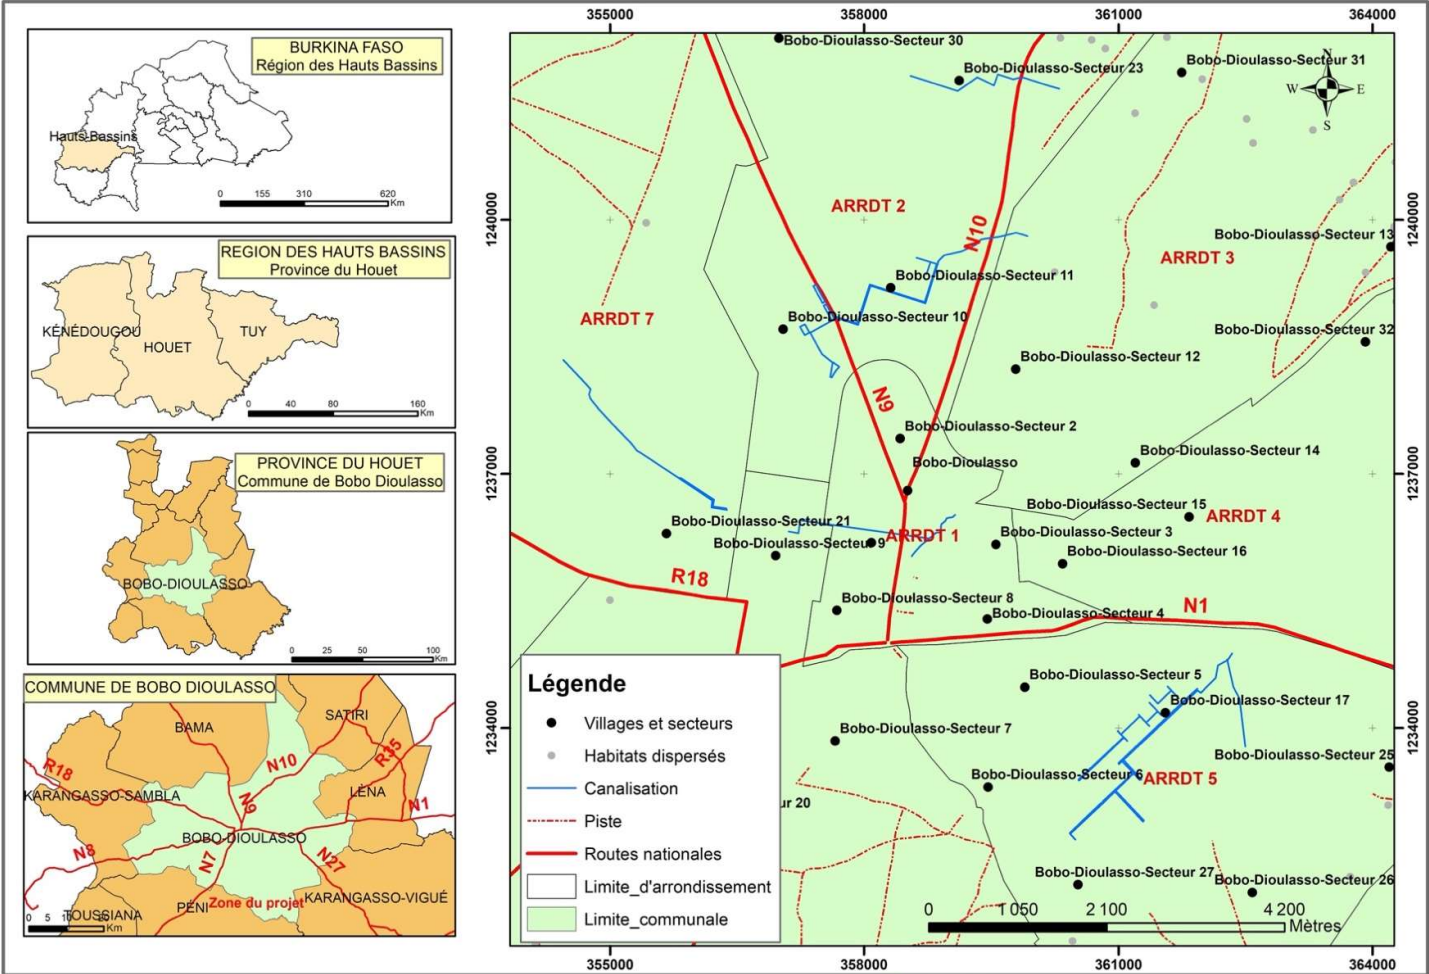 BURKINA FASO
Région des Hauts Bassins
Hauts-Bassins
0 155 310 620
Km
REGION DES HAUTS BASSINS
Province du Houet
KÉNÉDOUGOU
HOUET
TUY
0 40 80 160
Km
PROVINCE DU HOUET
Commune de Bobo Dioulasso
BOBO-DIOULASSO
0 25 50 100
Km
COMMUNE DE BOBO DIOULASSO
BAMA
SATIRI
R18
N10
R35
KARANGASSO-SAMBLA
N9
LÉNA
N1
BOBO-DIOULASSO
N8
N7
N27
PÉNI
Zone du projet
KARANGASSO-VIGUÉ
TOUSSIANA
0 5 10
Km
355000 358000 361000 364000
N
W E
S
1240000
1237000
1234000
1240000
1237000
1234000
Bobo-Dioulasso-Secteur 30
Bobo-Dioulasso-Secteur 23
Bobo-Dioulasso-Secteur 31
ARRDT 2
N10
Bobo-Dioulasso-Secteur 13
ARRDT 3
Bobo-Dioulasso-Secteur 11
ARRDT 7
Bobo-Dioulasso-Secteur 10
Bobo-Dioulasso-Secteur 32
Bobo-Dioulasso-Secteur 12
N9
Bobo-Dioulasso-Secteur 2
Bobo-Dioulasso
Bobo-Dioulasso-Secteur 14
Bobo-Dioulasso-Secteur 15
ARRDT 4
Bobo-Dioulasso-Secteur 21
ARRDT 1
Bobo-Dioulasso-Secteur 3
Bobo-Dioulasso-Secteur 9
Bobo-Dioulasso-Secteur 16
R18
Bobo-Dioulasso-Secteur 8
Bobo-Dioulasso-Secteur 4
N1
Bobo-Dioulasso-Secteur 5
Bobo-Dioulasso-Secteur 17
Bobo-Dioulasso-Secteur 7
Bobo-Dioulasso-Secteur 25
Bobo-Dioulasso-Secteur 6
ARRDT 5
ur 20
Bobo-Dioulasso-Secteur 27
Bobo-Dioulasso-Secteur 26
Légende
Villages et secteurs
Habitats dispersés
Canalisation
Piste
Routes nationales
Limite_d'arrondissement
Limite_communale
0 1 050 2 100 4 200
Mètres
355000 358000 361000 364000